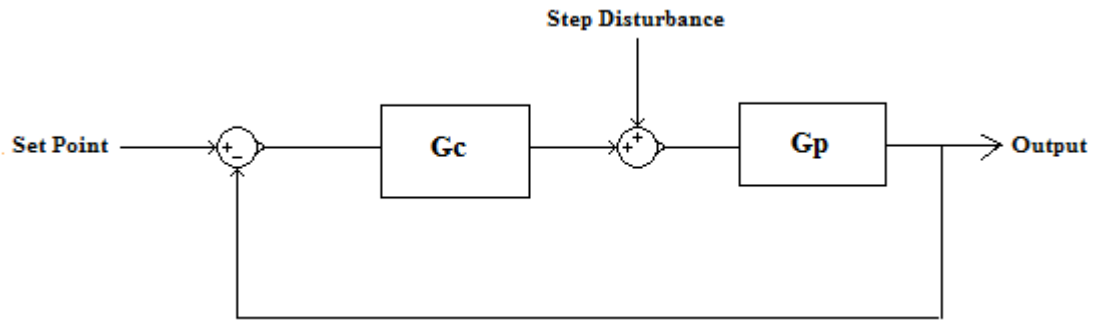 Step Disturbance
Set Point
+
−
Gc
+
+
Gp
Output